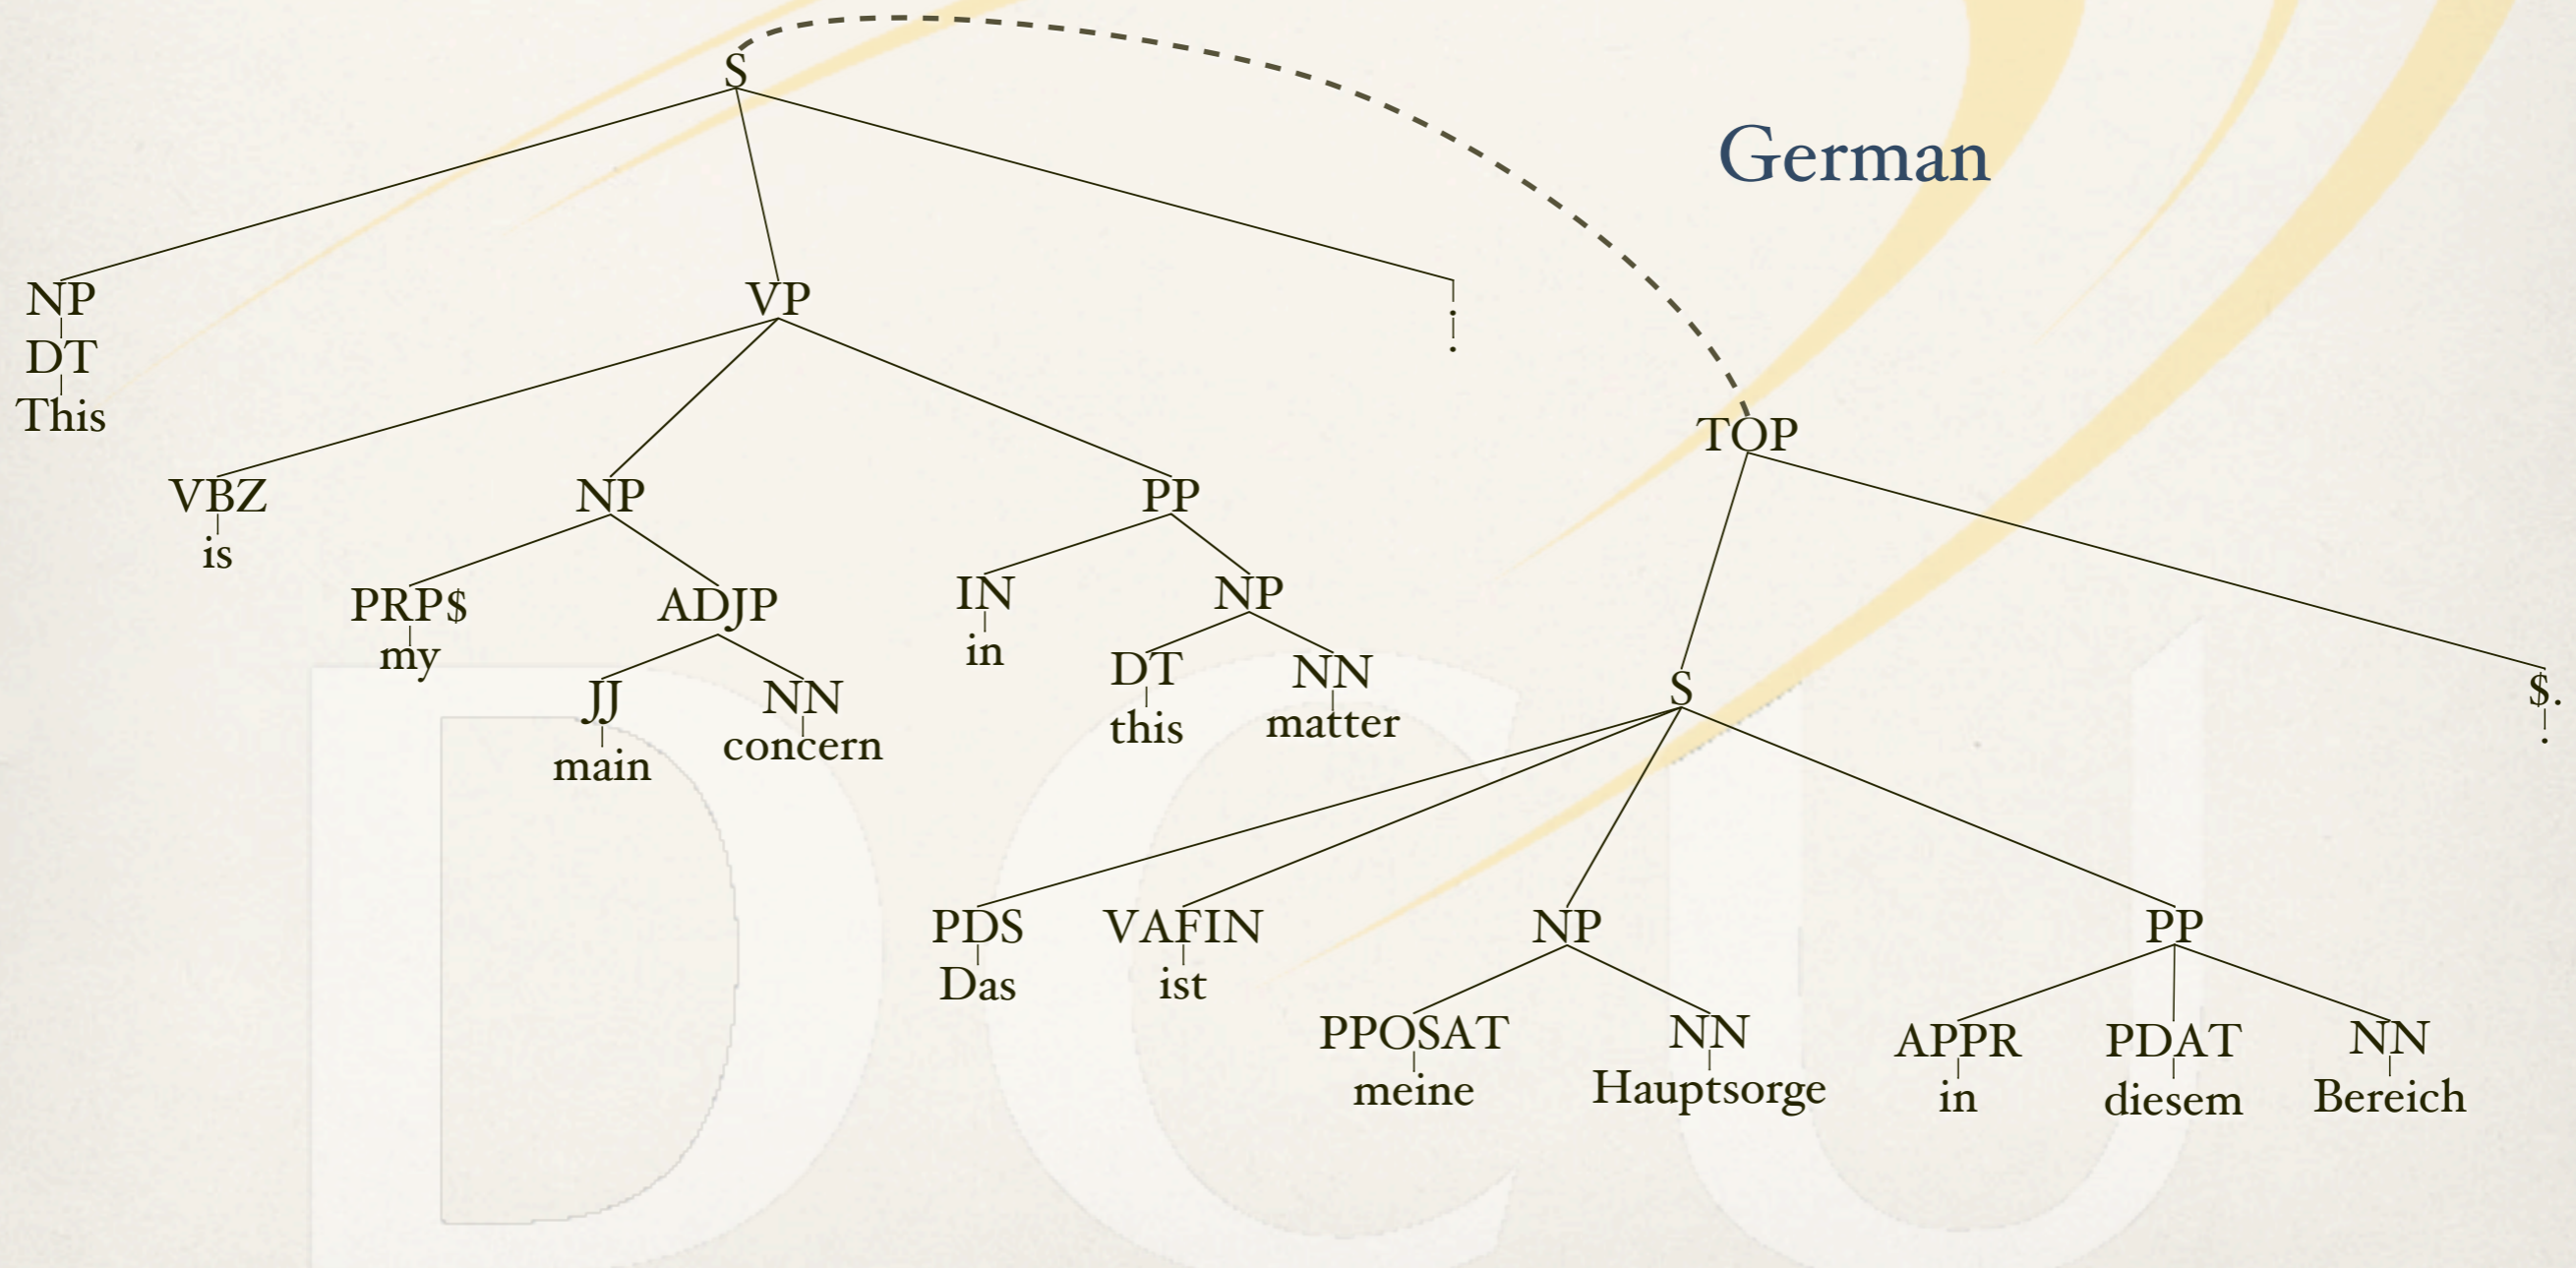 S
German
NP VP .
DT .
This
TOP
VBZ NP PP
is
PRP$ ADJP IN NP
my in
JJ NN DT NN
main concern this matter
S $.
.
PDS VAFIN NP PP
Das ist
PPOSAT NN APPR PDAT NN
meine Hauptsorge in diesem Bereich
DCU